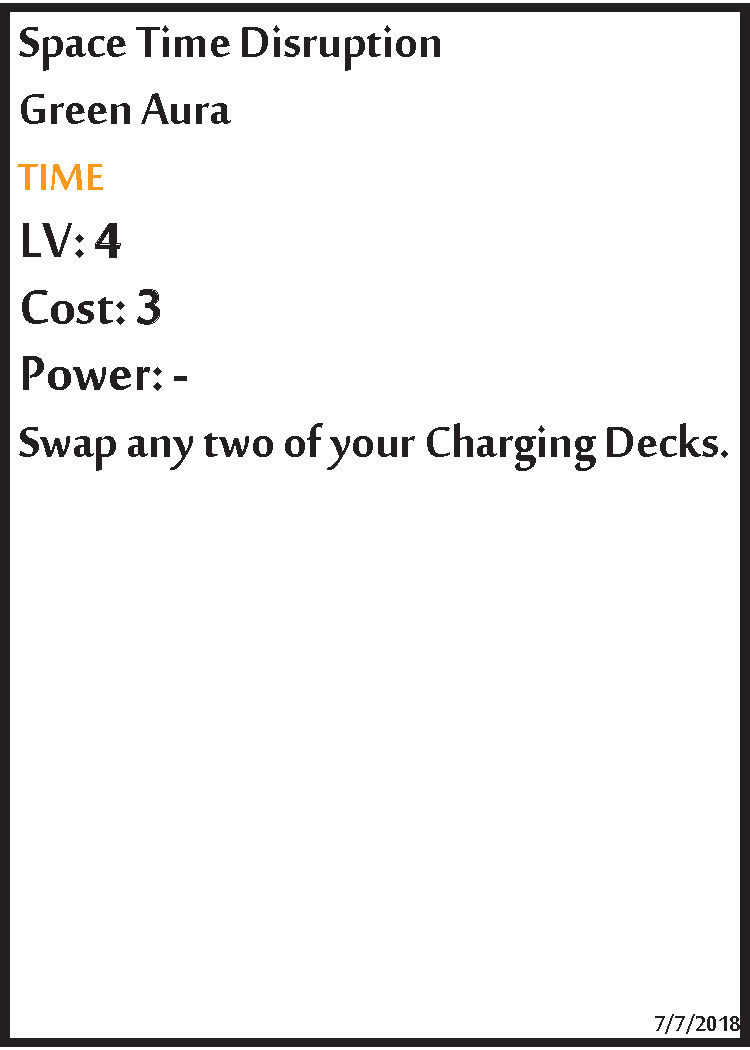 Space Time Disruption
Green Aura
TIME
LV: 4
Cost: 3
Power: -
Swap any two of your Charging Decks.
7/7/2018